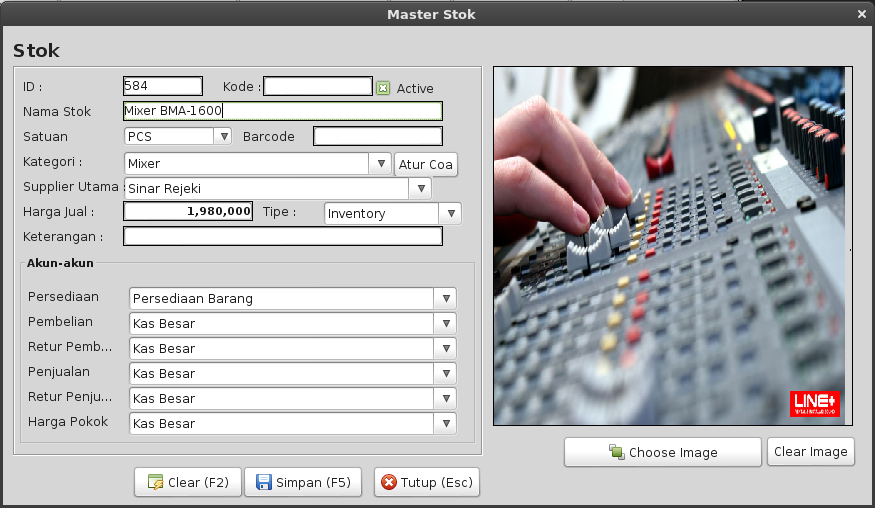 Master Stok
Stok
ID : 584 Kode : Active
Nama Stok Mixer BMA-1600
Satuan PCS Barcode
Kategori : Mixer Atur Coa
Supplier Utama : Sinar Rejeki
Harga Jual : 1,980,000 Tipe : Inventory
Keterangan :
Akun-akun
Persediaan Persediaan Barang
Pembelian Kas Besar
Retur Pemb... Kas Besar
Penjualan Kas Besar
Retur Penju... Kas Besar
Harga Pokok Kas Besar
LINE+
Choose Image Clear Image
Clear (F2) Simpan (F5) Tutup (Esc)